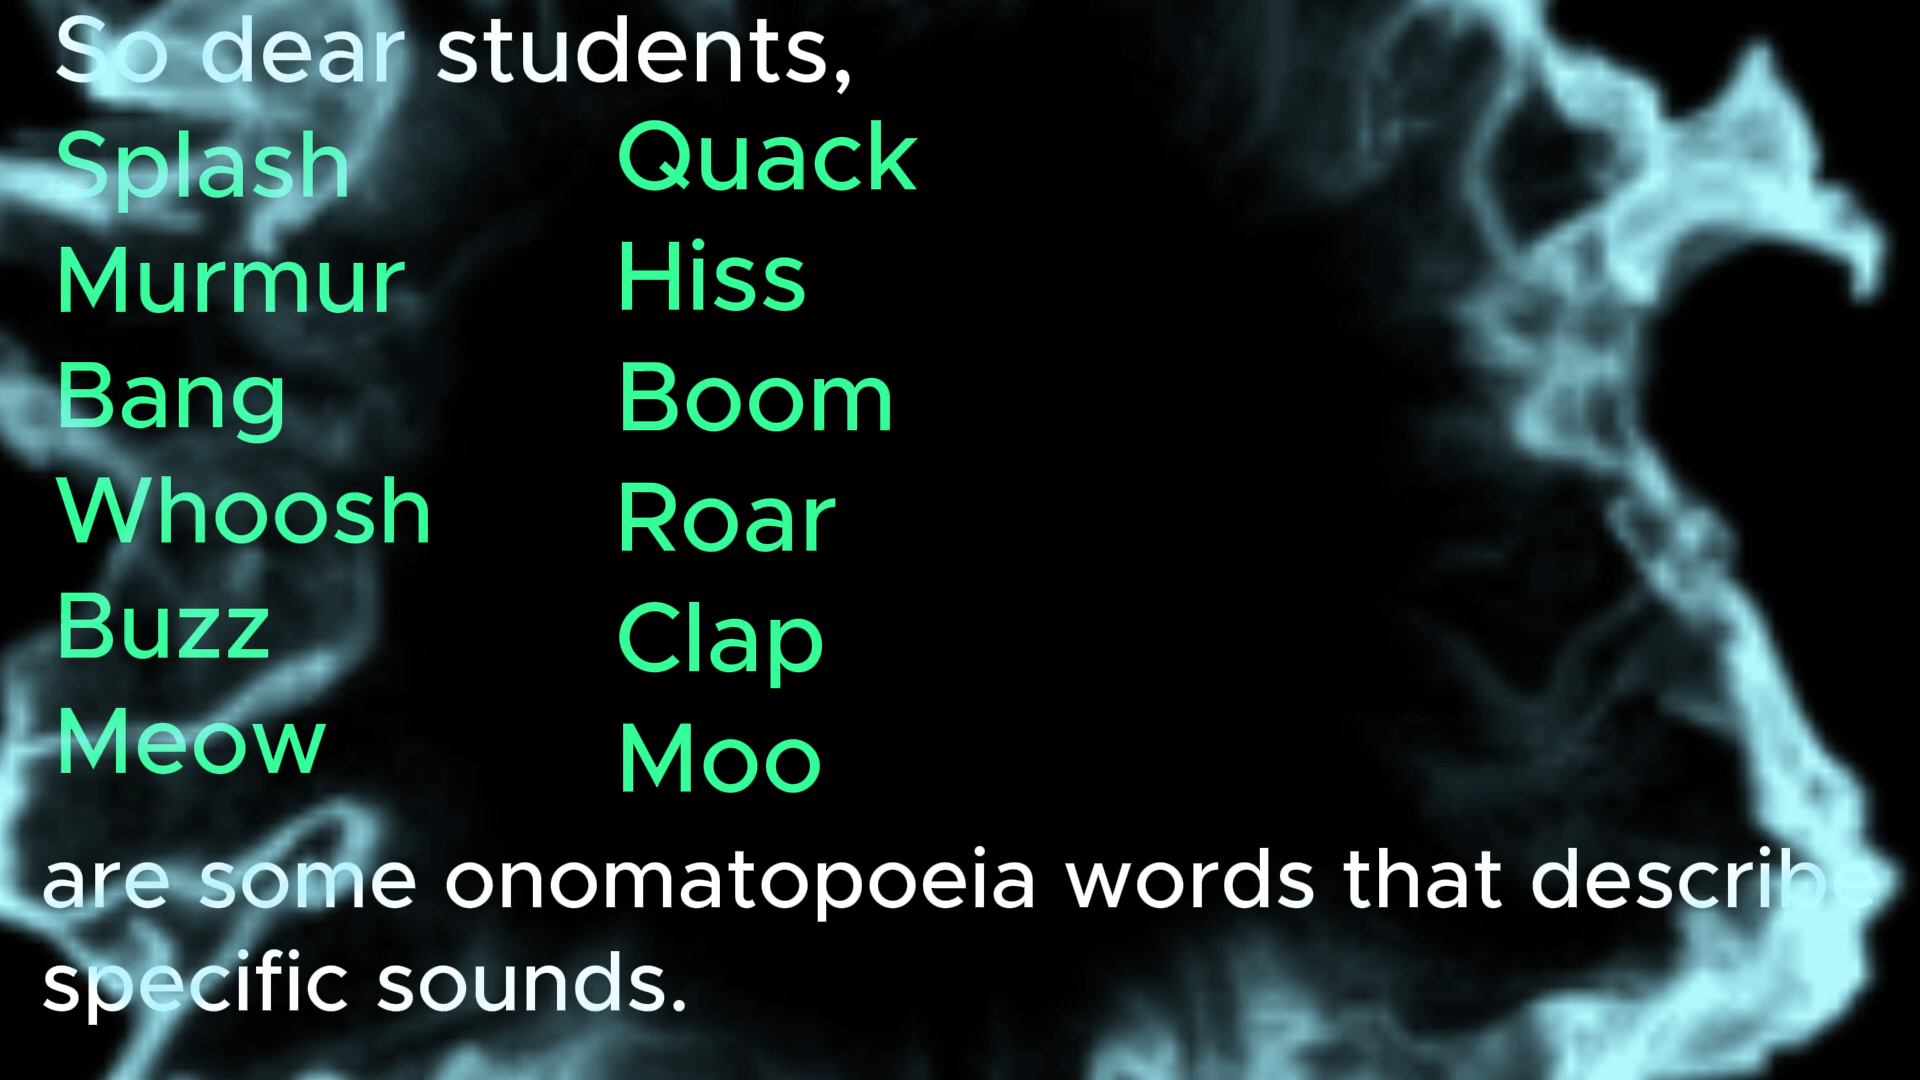 So dear students,
Splash
Murmur
Bang
Whoosh
Buzz
Meow
Quack
Hiss
Boom
Roar
Clap
Moo
are some onomatopoeia words that describe
specific sounds.